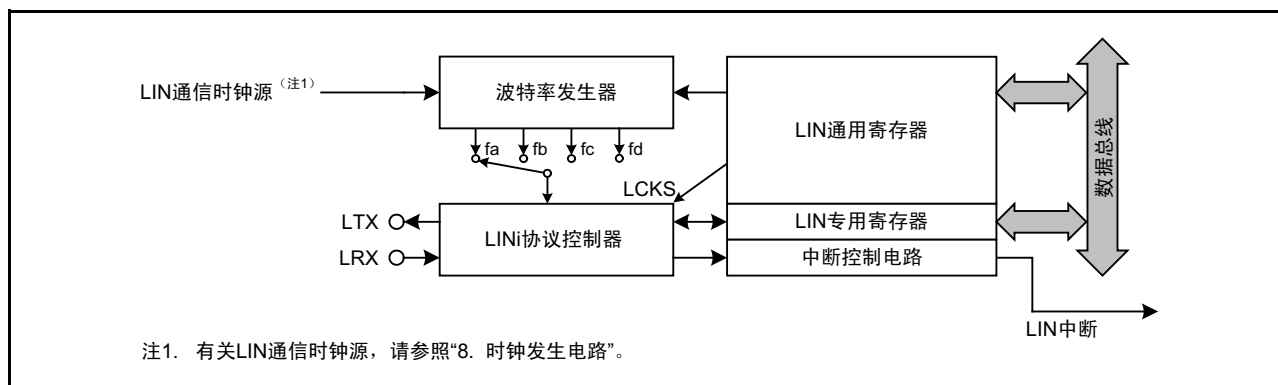 LIN通信时钟源（注1）
波特率发生器
fa fb fc fd
LIN通用寄存器
LCKS
LTX
LRX
LINi协议控制器
LIN专用寄存器
中断控制电路
数据总线
LIN中断
注1. 有关LIN通信时钟源，请参照“8. 时钟发生电路”。